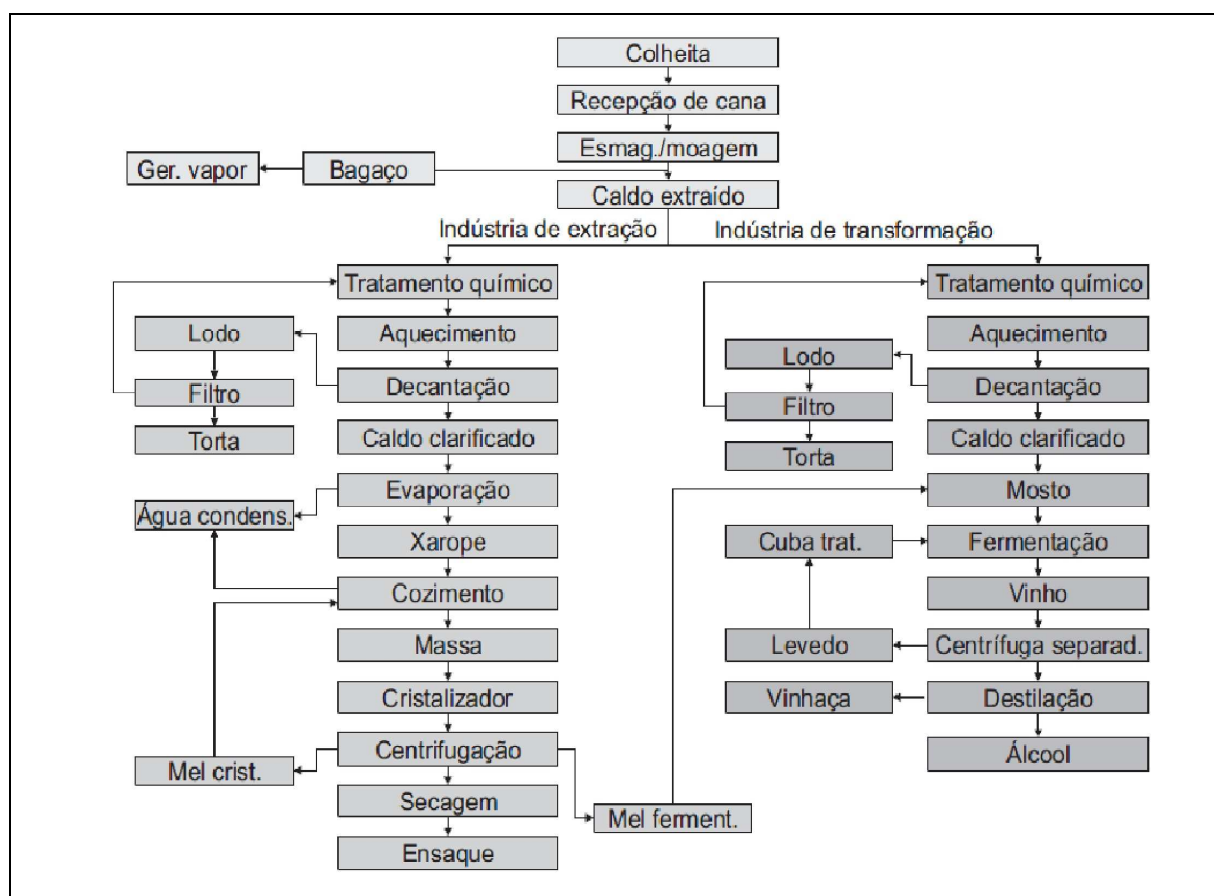 Colheita
Recepção de cana
Esmag./moagem
Ger. vapor
Bagaço
Caldo extraído
Indústria de extração
Indústria de transformação
Tratamento químico
Aquecimento
Lodo
Decantação
Filtro
Caldo clarificado
Torta
Evaporação
Água condens.
Xarope
Cozimento
Massa
Cristalizador
Centrifugação
Mel crist.
Secagem
Mel ferment.
Ensaque
Tratamento químico
Aquecimento
Lodo
Decantação
Filtro
Caldo clarificado
Torta
Mosto
Cuba trat.
Fermentação
Vinho
Levedo
Centrífuga separad.
Vinhaça
Destilação
Álcool